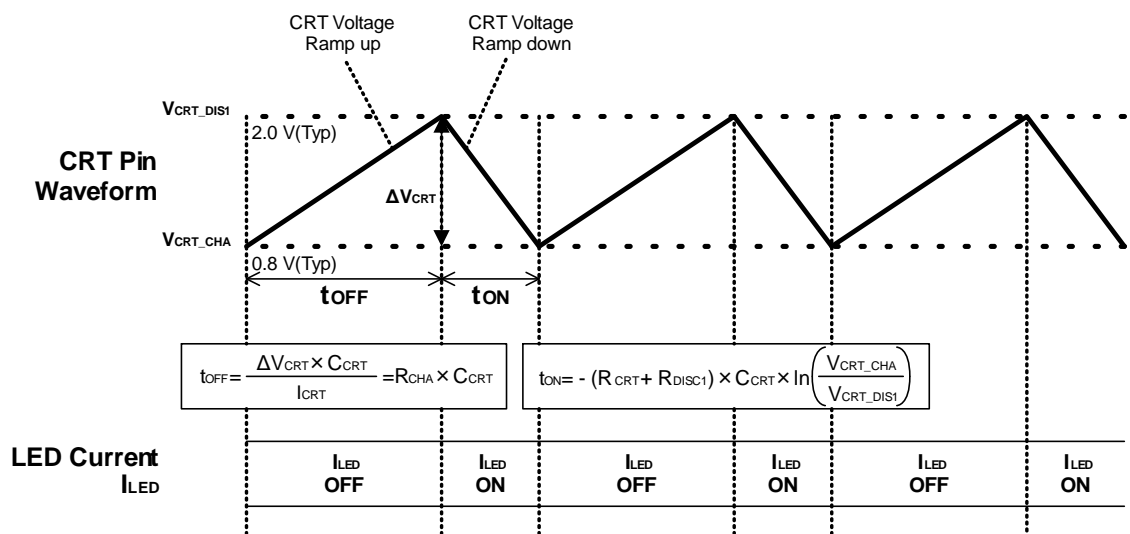 CRT Voltage
Ramp up
CRT Voltage
Ramp down
VCRT_DIS1
2.0 V(Typ)
CRT Pin
Waveform
ΔVCRT
VCRT_CHA
0.8 V(Typ)
tOFF
tON
tOFF= ΔVCRT × CCRT / ICRT =RCHA × CCRT
tON= - (RCRT+ RDISC1) × CCRT × ln(VCRT_CHA / VCRT_DIS1)
LED Current
ILED
ILED
OFF
ILED
ON
ILED
OFF
ILED
ON
ILED
OFF
ILED
ON